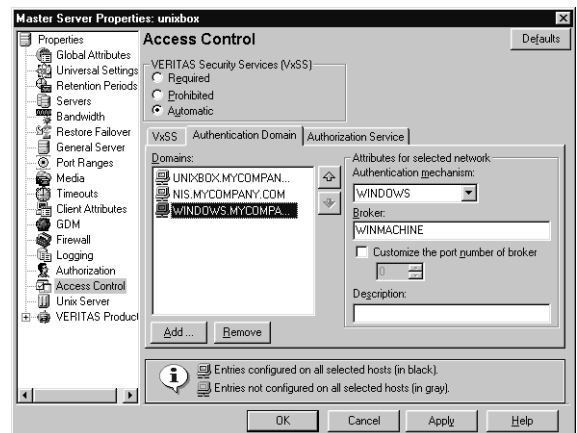 Master Server Properties: unixbox
Properties
Global Attributes
Universal Settings
Retention Periods
Servers
Bandwidth
Restore Failover
General Server
Port Ranges
Media
Timeouts
Client Attributes
GDM
Firewall
Logging
Authorization
Access Control
Unix Server
VERITAS Product
Access Control
Defaults
VERITAS Security Services (VxSS)
Required
Prohibited
Automatic
VxSS Authentication Domain Authorization Service
Domains:
UNIXBOX.MYCOMPAN...
NIS.MYCOMPANY.COM
WINDOWS.MYCOMPA...
Add ... Remove
Attributes for selected network
Authentication mechanism:
WINDOWS
Broker:
WINMACHINE
Customize the port number of broker
0
Description:
Entries configured on all selected hosts (in black).
Entries not configured on all selected hosts (in gray).
OK Cancel Apply Help